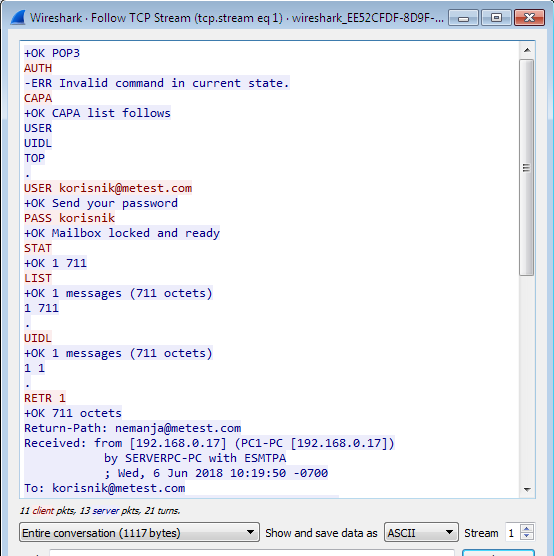 Wireshark · Follow TCP Stream (tcp.stream eq 1) · wireshark_EE52CFDF-8D9F-...
+OK POP3
AUTH
-ERR Invalid command in current state.
CAPA
+OK CAPA list follows
USER
UIDL
TOP
.
USER korisnik@metest.com
+OK Send your password
PASS korisnik
+OK Mailbox locked and ready
STAT
+OK 1 711
LIST
+OK 1 messages (711 octets)
1 711
.
UIDL
+OK 1 messages (711 octets)
1 1
.
RETR 1
+OK 711 octets
Return-Path: nemanja@metest.com
Received: from [192.168.0.17] (PC1-PC [192.168.0.17])
by SERVERPC-PC with ESMTPA
; Wed, 6 Jun 2018 10:19:50 -0700
To: korisnik@metest.com
11 client pkts, 13 server pkts, 21 turns.
Entire conversation (1117 bytes) Show and save data as ASCII Stream 1